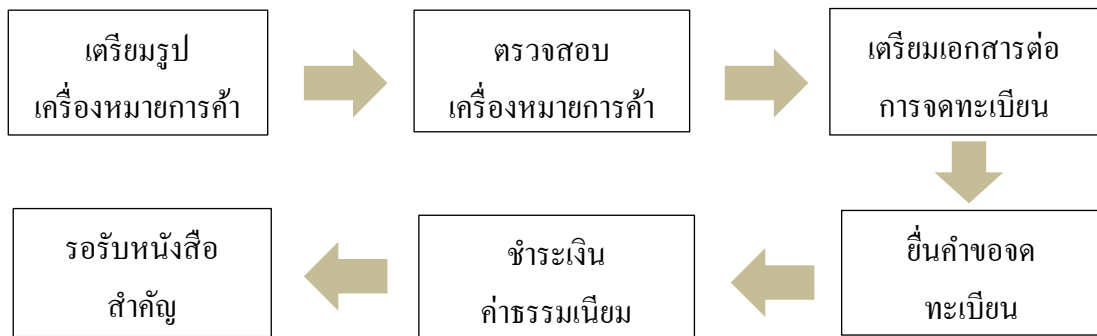 เตรียมรูป
เครื่องหมายการค้า
ตรวจสอบ
เครื่องหมายการค้า
เตรียมเอกสารต่อ
การจดทะเบียน
ยื่นคำขอจด
ทะเบียน
ชำระเงิน
ค่าธรรมเนียม
รอรับหนังสือ
สำคัญ